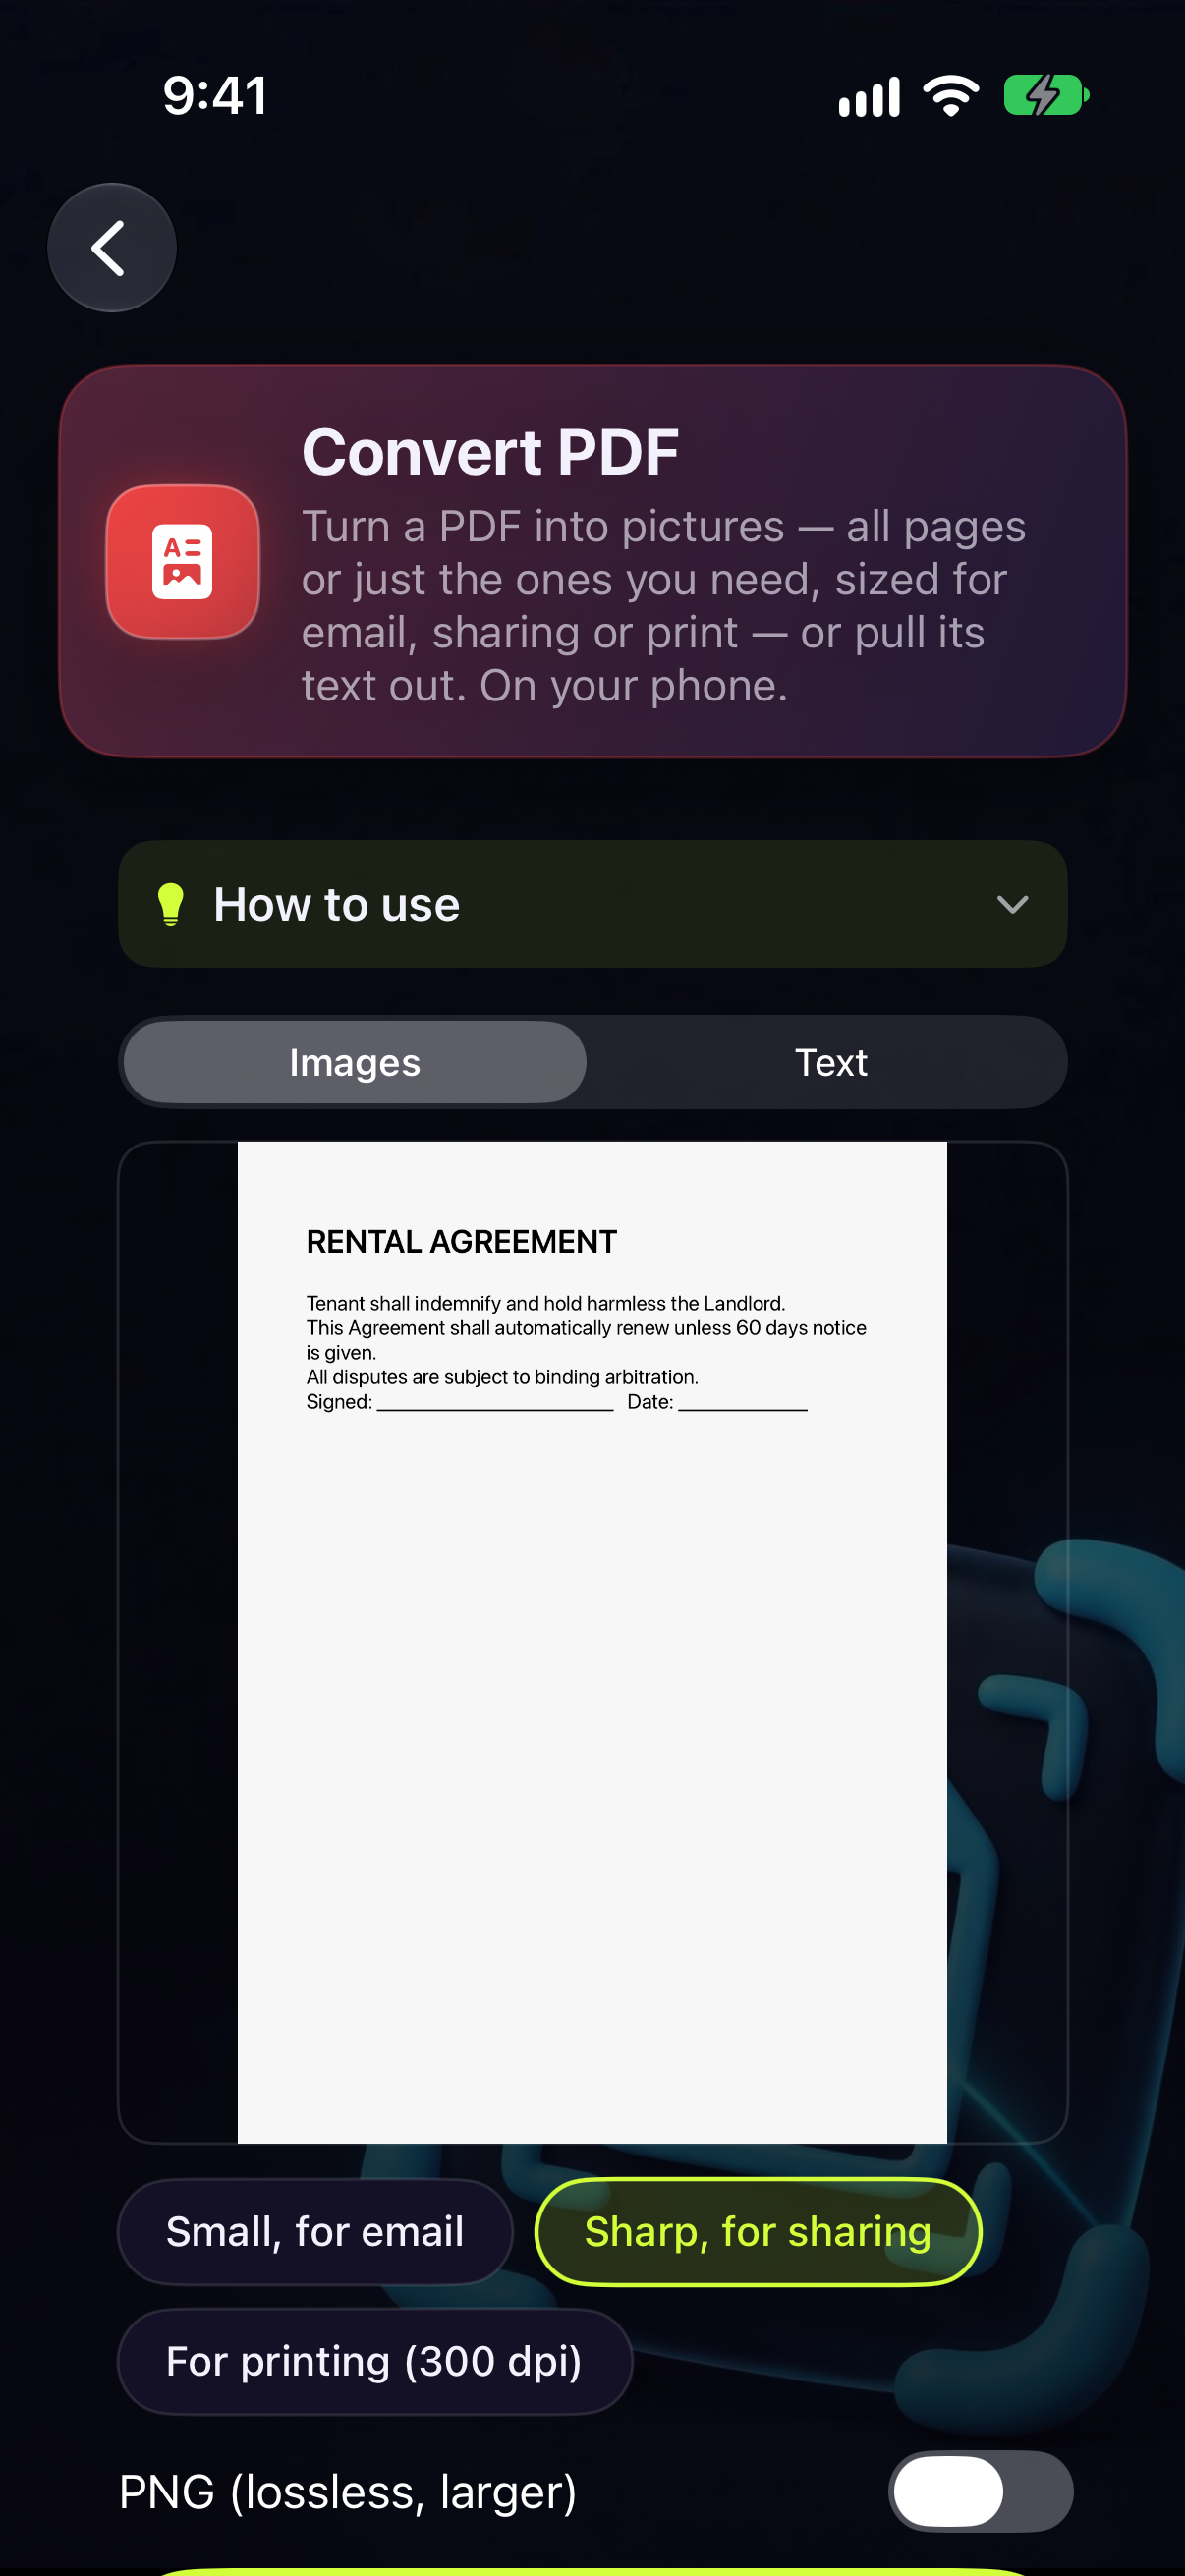 9:41
Convert PDF
Turn a PDF into pictures — all pages
or just the ones you need, sized for
email, sharing or print — or pull its
text out. On your phone.
How to use
Images
Text
RENTAL AGREEMENT
Tenant shall indemnify and hold harmless the Landlord.
This Agreement shall automatically renew unless 60 days notice
is given.
All disputes are subject to binding arbitration.
Signed: ____________________ Date: ___________
Small, for email
Sharp, for sharing
For printing (300 dpi)
PNG (lossless, larger)